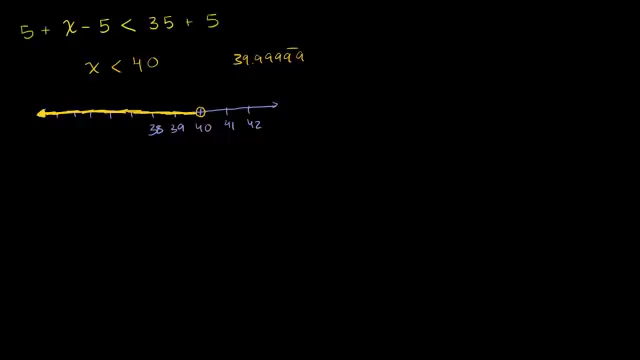 5 + x - 5 < 35 + 5
x < 40
39.9999̅9
38 39 40 41 42